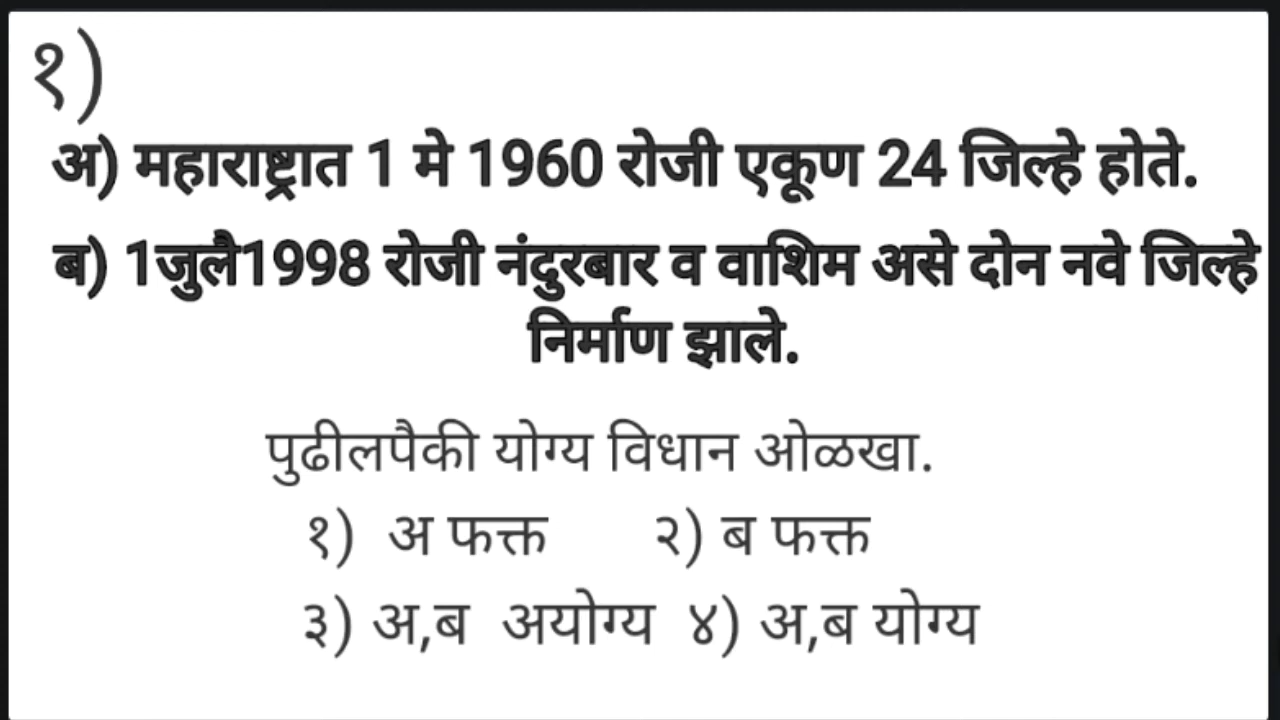 १)
अ) महाराष्ट्रात 1 मे 1960 रोजी एकूण 24 जिल्हे होते.
ब) 1जुलै1998 रोजी नंदुरबार व वाशिम असे दोन नवे जिल्हे
निर्माण झाले.
पुढीलपैकी योग्य विधान ओळखा.
१) अ फक्त २) ब फक्त
३) अ,ब अयोग्य ४) अ,ब योग्य